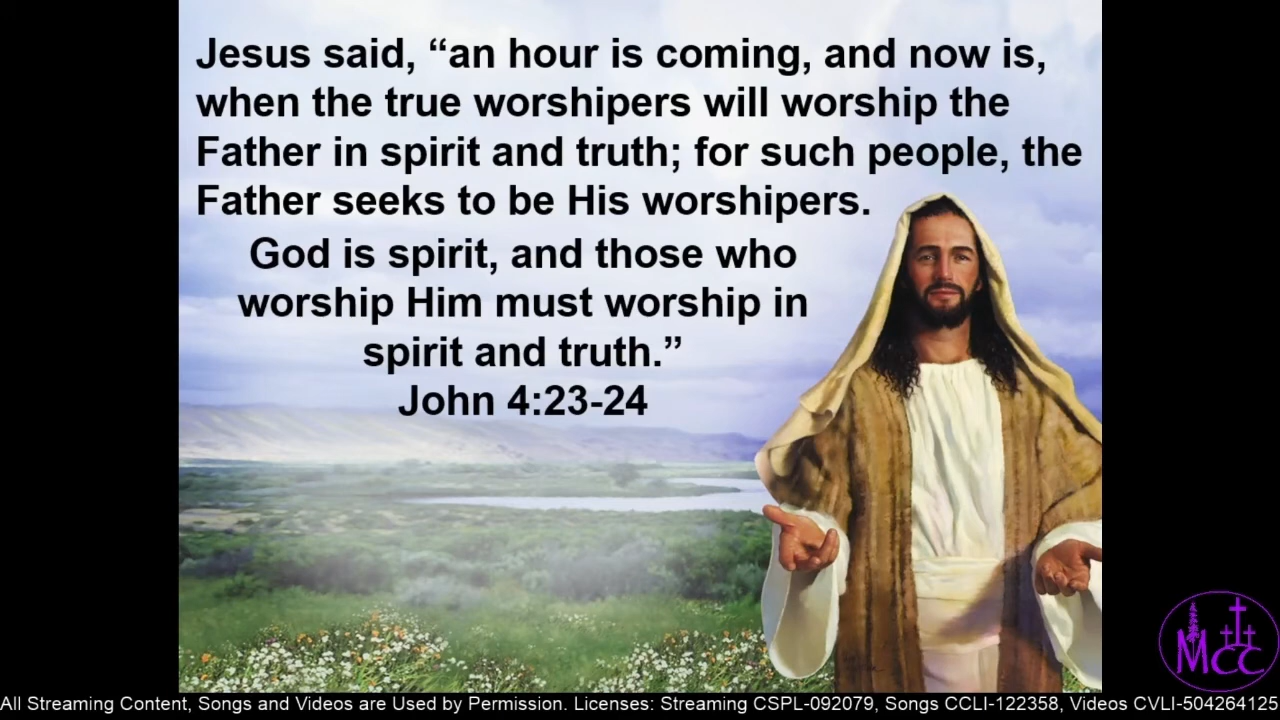 Jesus said, “an hour is coming, and now is,
when the true worshipers will worship the
Father in spirit and truth; for such people, the
Father seeks to be His worshipers.
God is spirit, and those who
worship Him must worship in
spirit and truth.”
John 4:23-24
MCC
All Streaming Content, Songs and Videos are Used by Permission. Licenses: Streaming CSPL-092079, Songs CCLI-122358, Videos CVLI-504264125